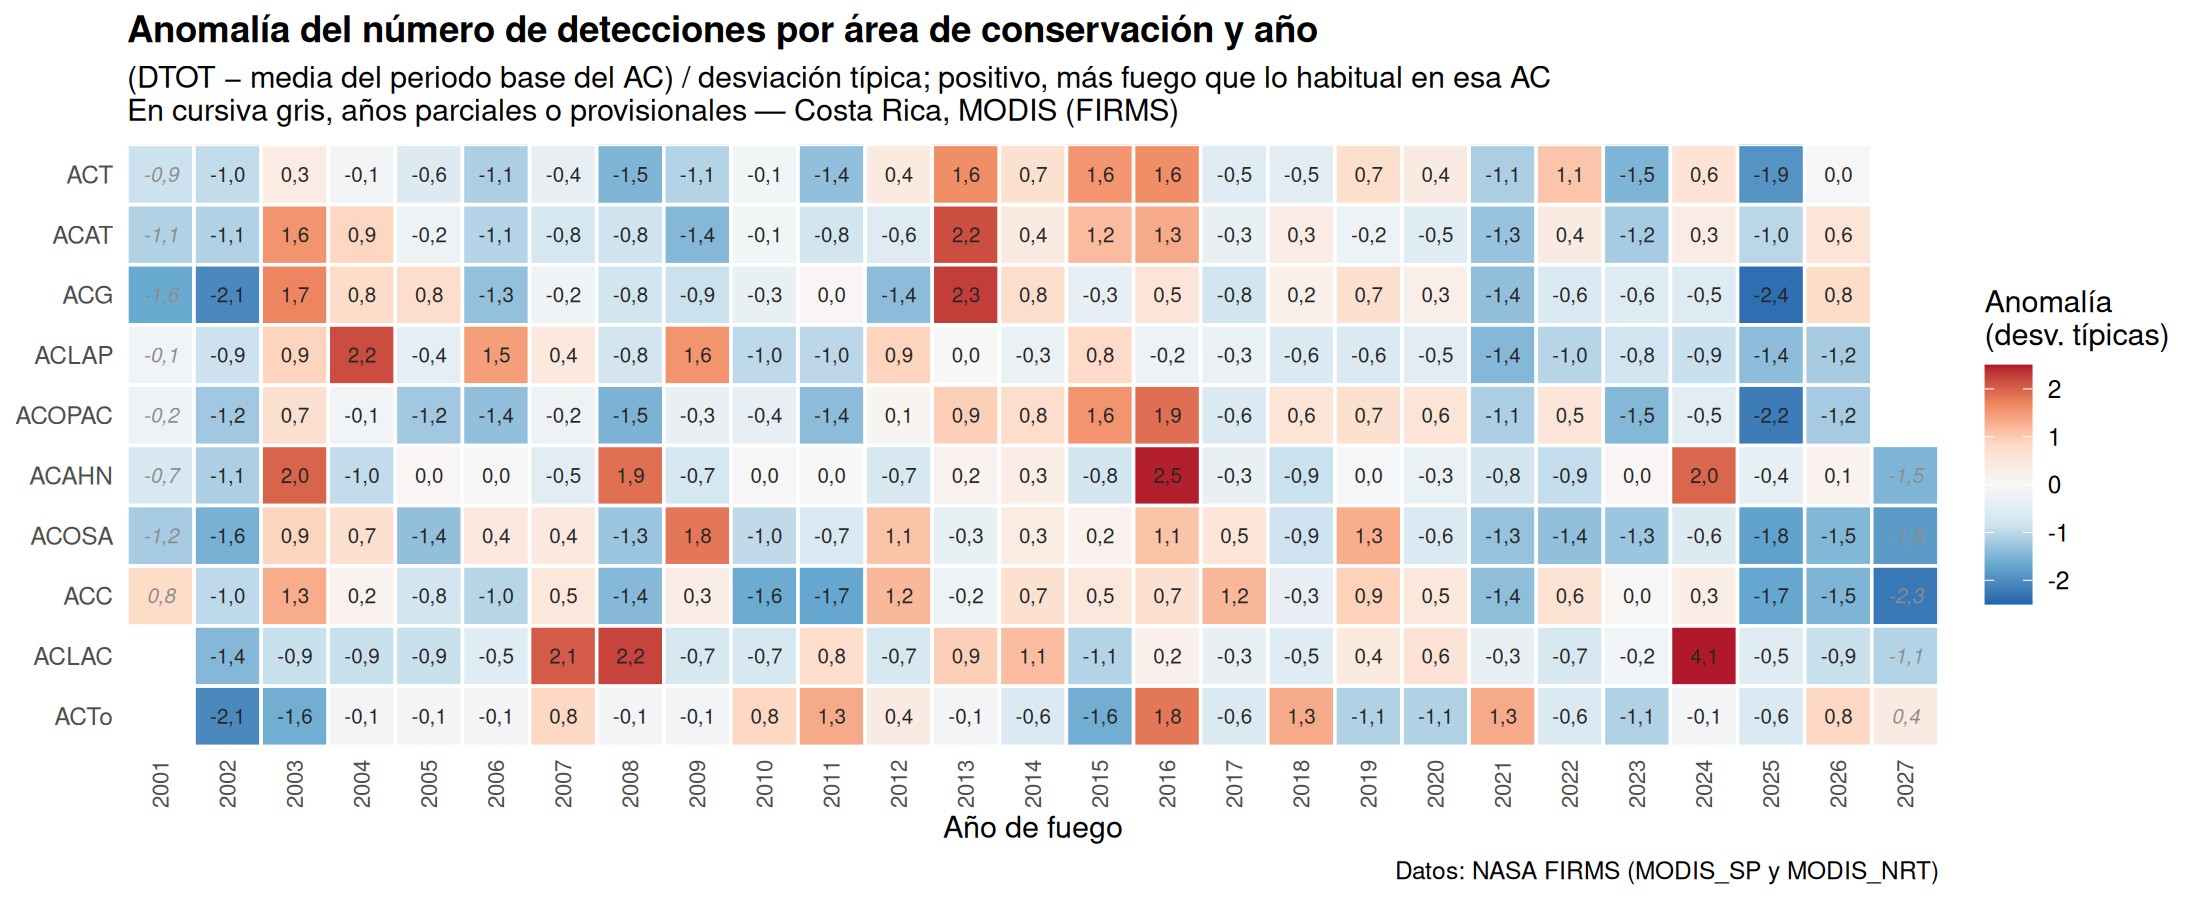 Anomalía del número de detecciones por área de conservación y año
(DTOT − media del periodo base del AC) / desviación típica; positivo, más fuego que lo habitual en esa AC
En cursiva gris, años parciales o provisionales — Costa Rica, MODIS (FIRMS)
ACT -0,9 -1,0 0,3 -0,1 -0,6 -1,1 -0,4 -1,5 -1,1 -0,1 -1,4 0,4 1,6 0,7 1,6 1,6 -0,5 -0,5 0,7 0,4 -1,1 1,1 -1,5 0,6 -1,9 0,0
ACAT -1,1 -1,1 1,6 0,9 -0,2 -1,1 -0,8 -0,8 -1,4 -0,1 -0,8 -0,6 2,2 0,4 1,2 1,3 -0,3 0,3 -0,2 -0,5 -1,3 0,4 -1,2 0,3 -1,0 0,6
ACG -1,6 -2,1 1,7 0,8 0,8 -1,3 -0,2 -0,8 -0,9 -0,3 0,0 -1,4 2,3 0,8 -0,3 0,5 -0,8 0,2 0,7 0,3 -1,4 -0,6 -0,6 -0,5 -2,4 0,8
ACLAP -0,1 -0,9 0,9 2,2 -0,4 1,5 0,4 -0,8 1,6 -1,0 -1,0 0,9 0,0 -0,3 0,8 -0,2 -0,3 -0,6 -0,6 -0,5 -1,4 -1,0 -0,8 -0,9 -1,4 -1,2
ACOPAC -0,2 -1,2 0,7 -0,1 -1,2 -1,4 -0,2 -1,5 -0,3 -0,4 -1,4 0,1 0,9 0,8 1,6 1,9 -0,6 0,6 0,7 0,6 -1,1 0,5 -1,5 -0,5 -2,2 -1,2
ACAHN -0,7 -1,1 2,0 -1,0 0,0 0,0 -0,5 1,9 -0,7 0,0 0,0 -0,7 0,2 0,3 -0,8 2,5 -0,3 -0,9 0,0 -0,3 -0,8 -0,9 0,0 2,0 -0,4 0,1 -1,5
ACOSA -1,2 -1,6 0,9 0,7 -1,4 0,4 0,4 -1,3 1,8 -1,0 -0,7 1,1 -0,3 0,3 0,2 1,1 0,5 -0,9 1,3 -0,6 -1,3 -1,4 -1,3 -0,6 -1,8 -1,5
ACC 0,8 -1,0 1,3 0,2 -0,8 -1,0 0,5 -1,4 0,3 -1,6 -1,7 1,2 -0,2 0,7 0,5 0,7 1,2 -0,3 0,9 0,5 -1,4 0,6 0,0 0,3 -1,7 -1,5 -2,3
ACLAC -1,4 -0,9 -0,9 -0,9 -0,5 2,1 2,2 -0,7 -0,7 0,8 -0,7 0,9 1,1 -1,1 0,2 -0,3 -0,5 0,4 0,6 -0,3 -0,7 -0,2 4,1 -0,5 -0,9 -1,1
ACTo -2,1 -1,6 -0,1 -0,1 -0,1 0,8 -0,1 -0,1 0,8 1,3 0,4 -0,1 -0,6 -1,6 1,8 -0,6 1,3 -1,1 -1,1 1,3 -0,6 -1,1 -0,1 -0,6 0,8 0,4
2001 2002 2003 2004 2005 2006 2007 2008 2009 2010 2011 2012 2013 2014 2015 2016 2017 2018 2019 2020 2021 2022 2023 2024 2025 2026 2027
Año de fuego
Anomalía
(desv. típicas)
2
1
0
-1
-2
Datos: NASA FIRMS (MODIS_SP y MODIS_NRT)